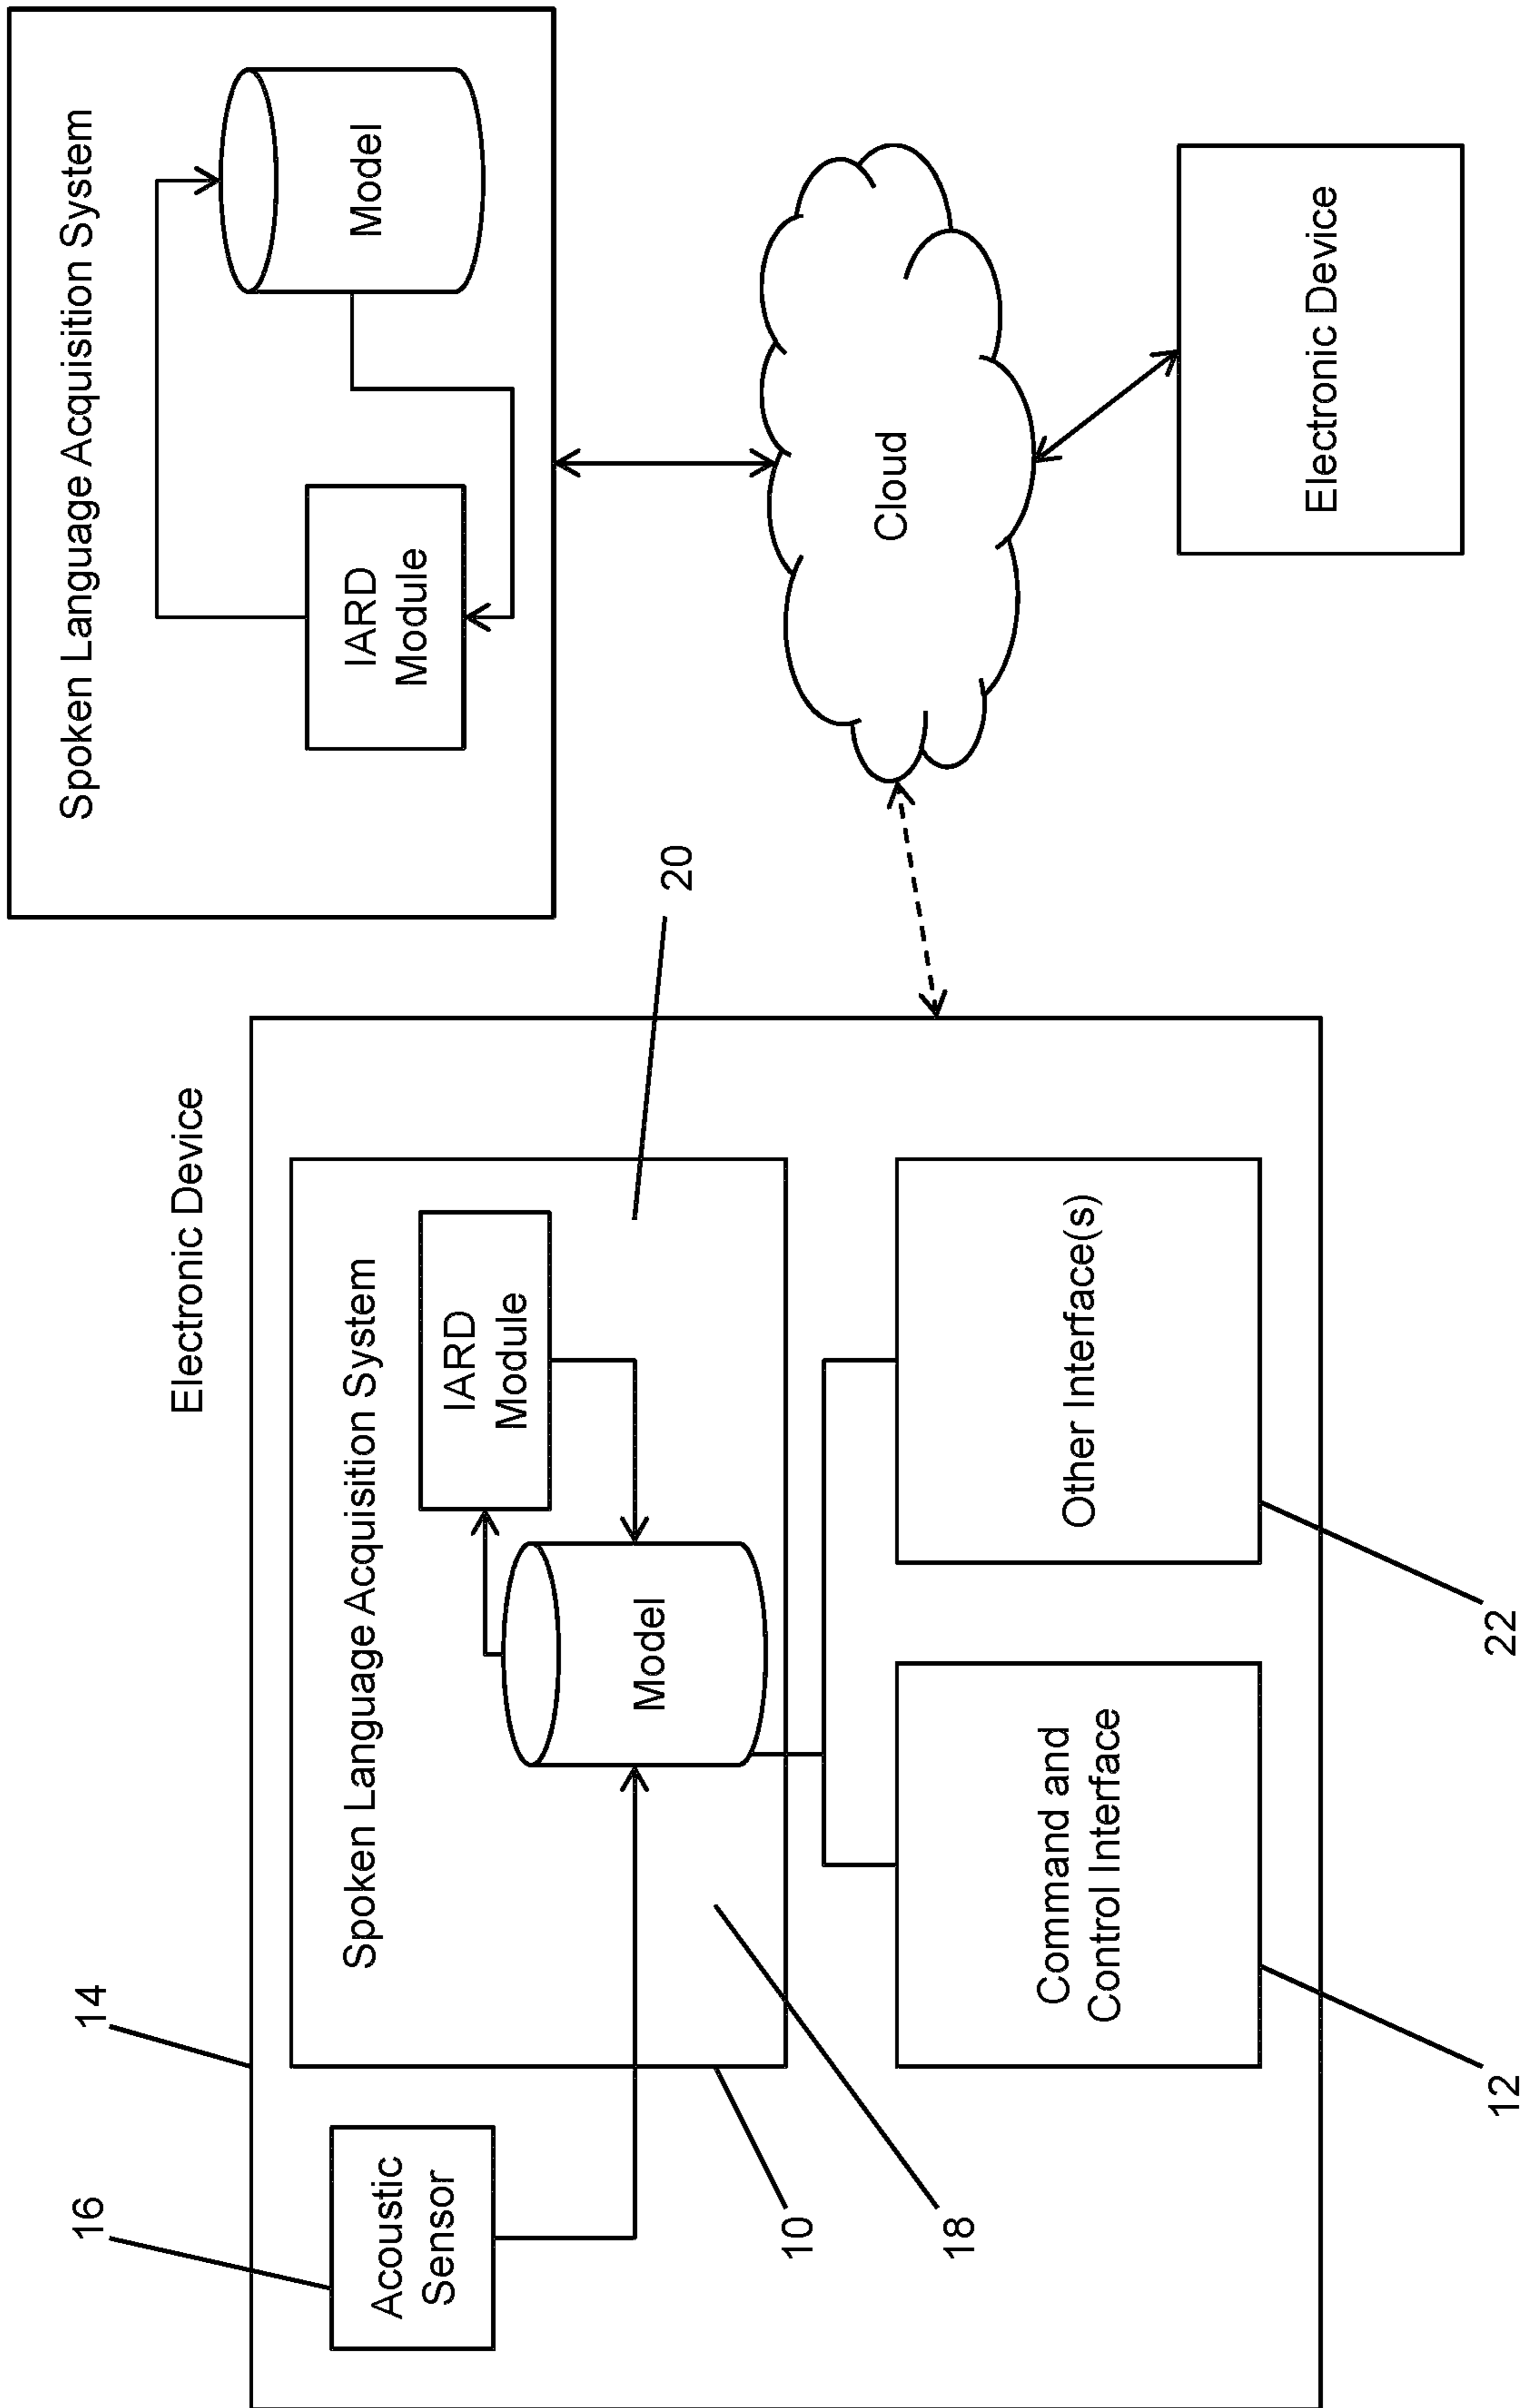 16
14
Electronic Device
Acoustic
Sensor
Spoken Language Acquisition System
IARD
Module
Model
20
10
18
Command and
Control Interface
Other Interface(s)
12
22
Spoken Language Acquisition System
IARD
Module
Model
Cloud
Electronic Device